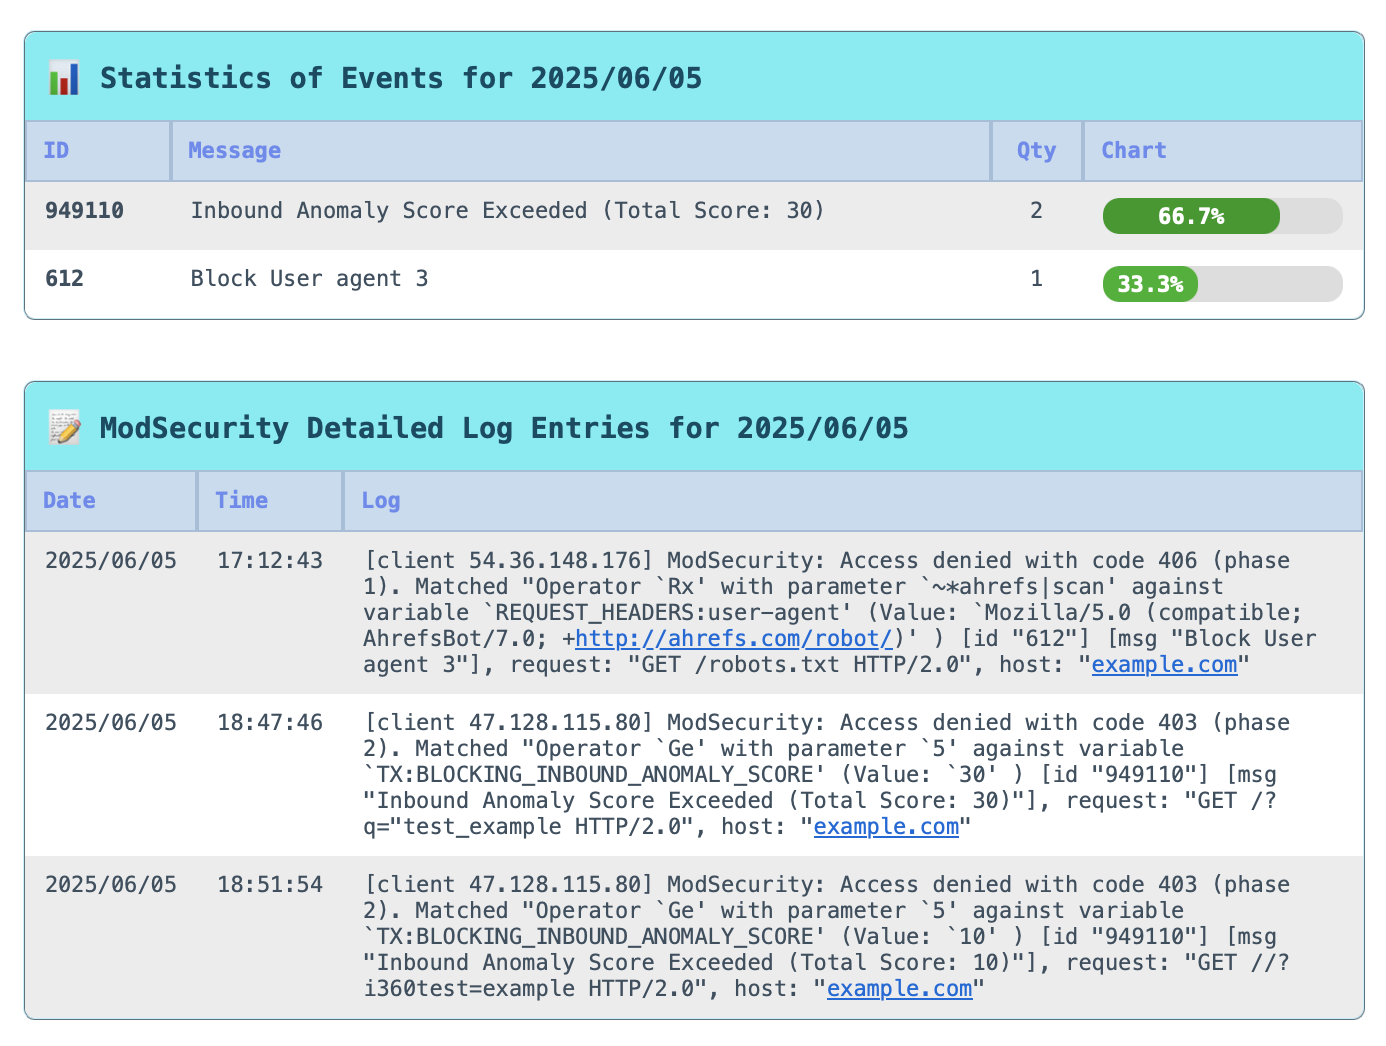 Statistics of Events for 2025/06/05
ID Message Qty Chart
949110 Inbound Anomaly Score Exceeded (Total Score: 30) 2 66.7%
612 Block User agent 3 1 33.3%
ModSecurity Detailed Log Entries for 2025/06/05
Date Time Log
2025/06/05 17:12:43 [client 54.36.148.176] ModSecurity: Access denied with code 406 (phase
1). Matched "Operator `Rx' with parameter `~*ahrefs|scan' against
variable `REQUEST_HEADERS:user-agent' (Value: `Mozilla/5.0 (compatible;
AhrefsBot/7.0; +http://ahrefs.com/robot/)' ) [id "612"] [msg "Block User
agent 3"], request: "GET /robots.txt HTTP/2.0", host: "example.com"
2025/06/05 18:47:46 [client 47.128.115.80] ModSecurity: Access denied with code 403 (phase
2). Matched "Operator `Ge' with parameter `5' against variable
`TX:BLOCKING_INBOUND_ANOMALY_SCORE' (Value: `30' ) [id "949110"] [msg
"Inbound Anomaly Score Exceeded (Total Score: 30)"], request: "GET /?
q="test_example HTTP/2.0", host: "example.com"
2025/06/05 18:51:54 [client 47.128.115.80] ModSecurity: Access denied with code 403 (phase
2). Matched "Operator `Ge' with parameter `5' against variable
`TX:BLOCKING_INBOUND_ANOMALY_SCORE' (Value: `10' ) [id "949110"] [msg
"Inbound Anomaly Score Exceeded (Total Score: 10)"], request: "GET //?
i360test=example HTTP/2.0", host: "example.com"